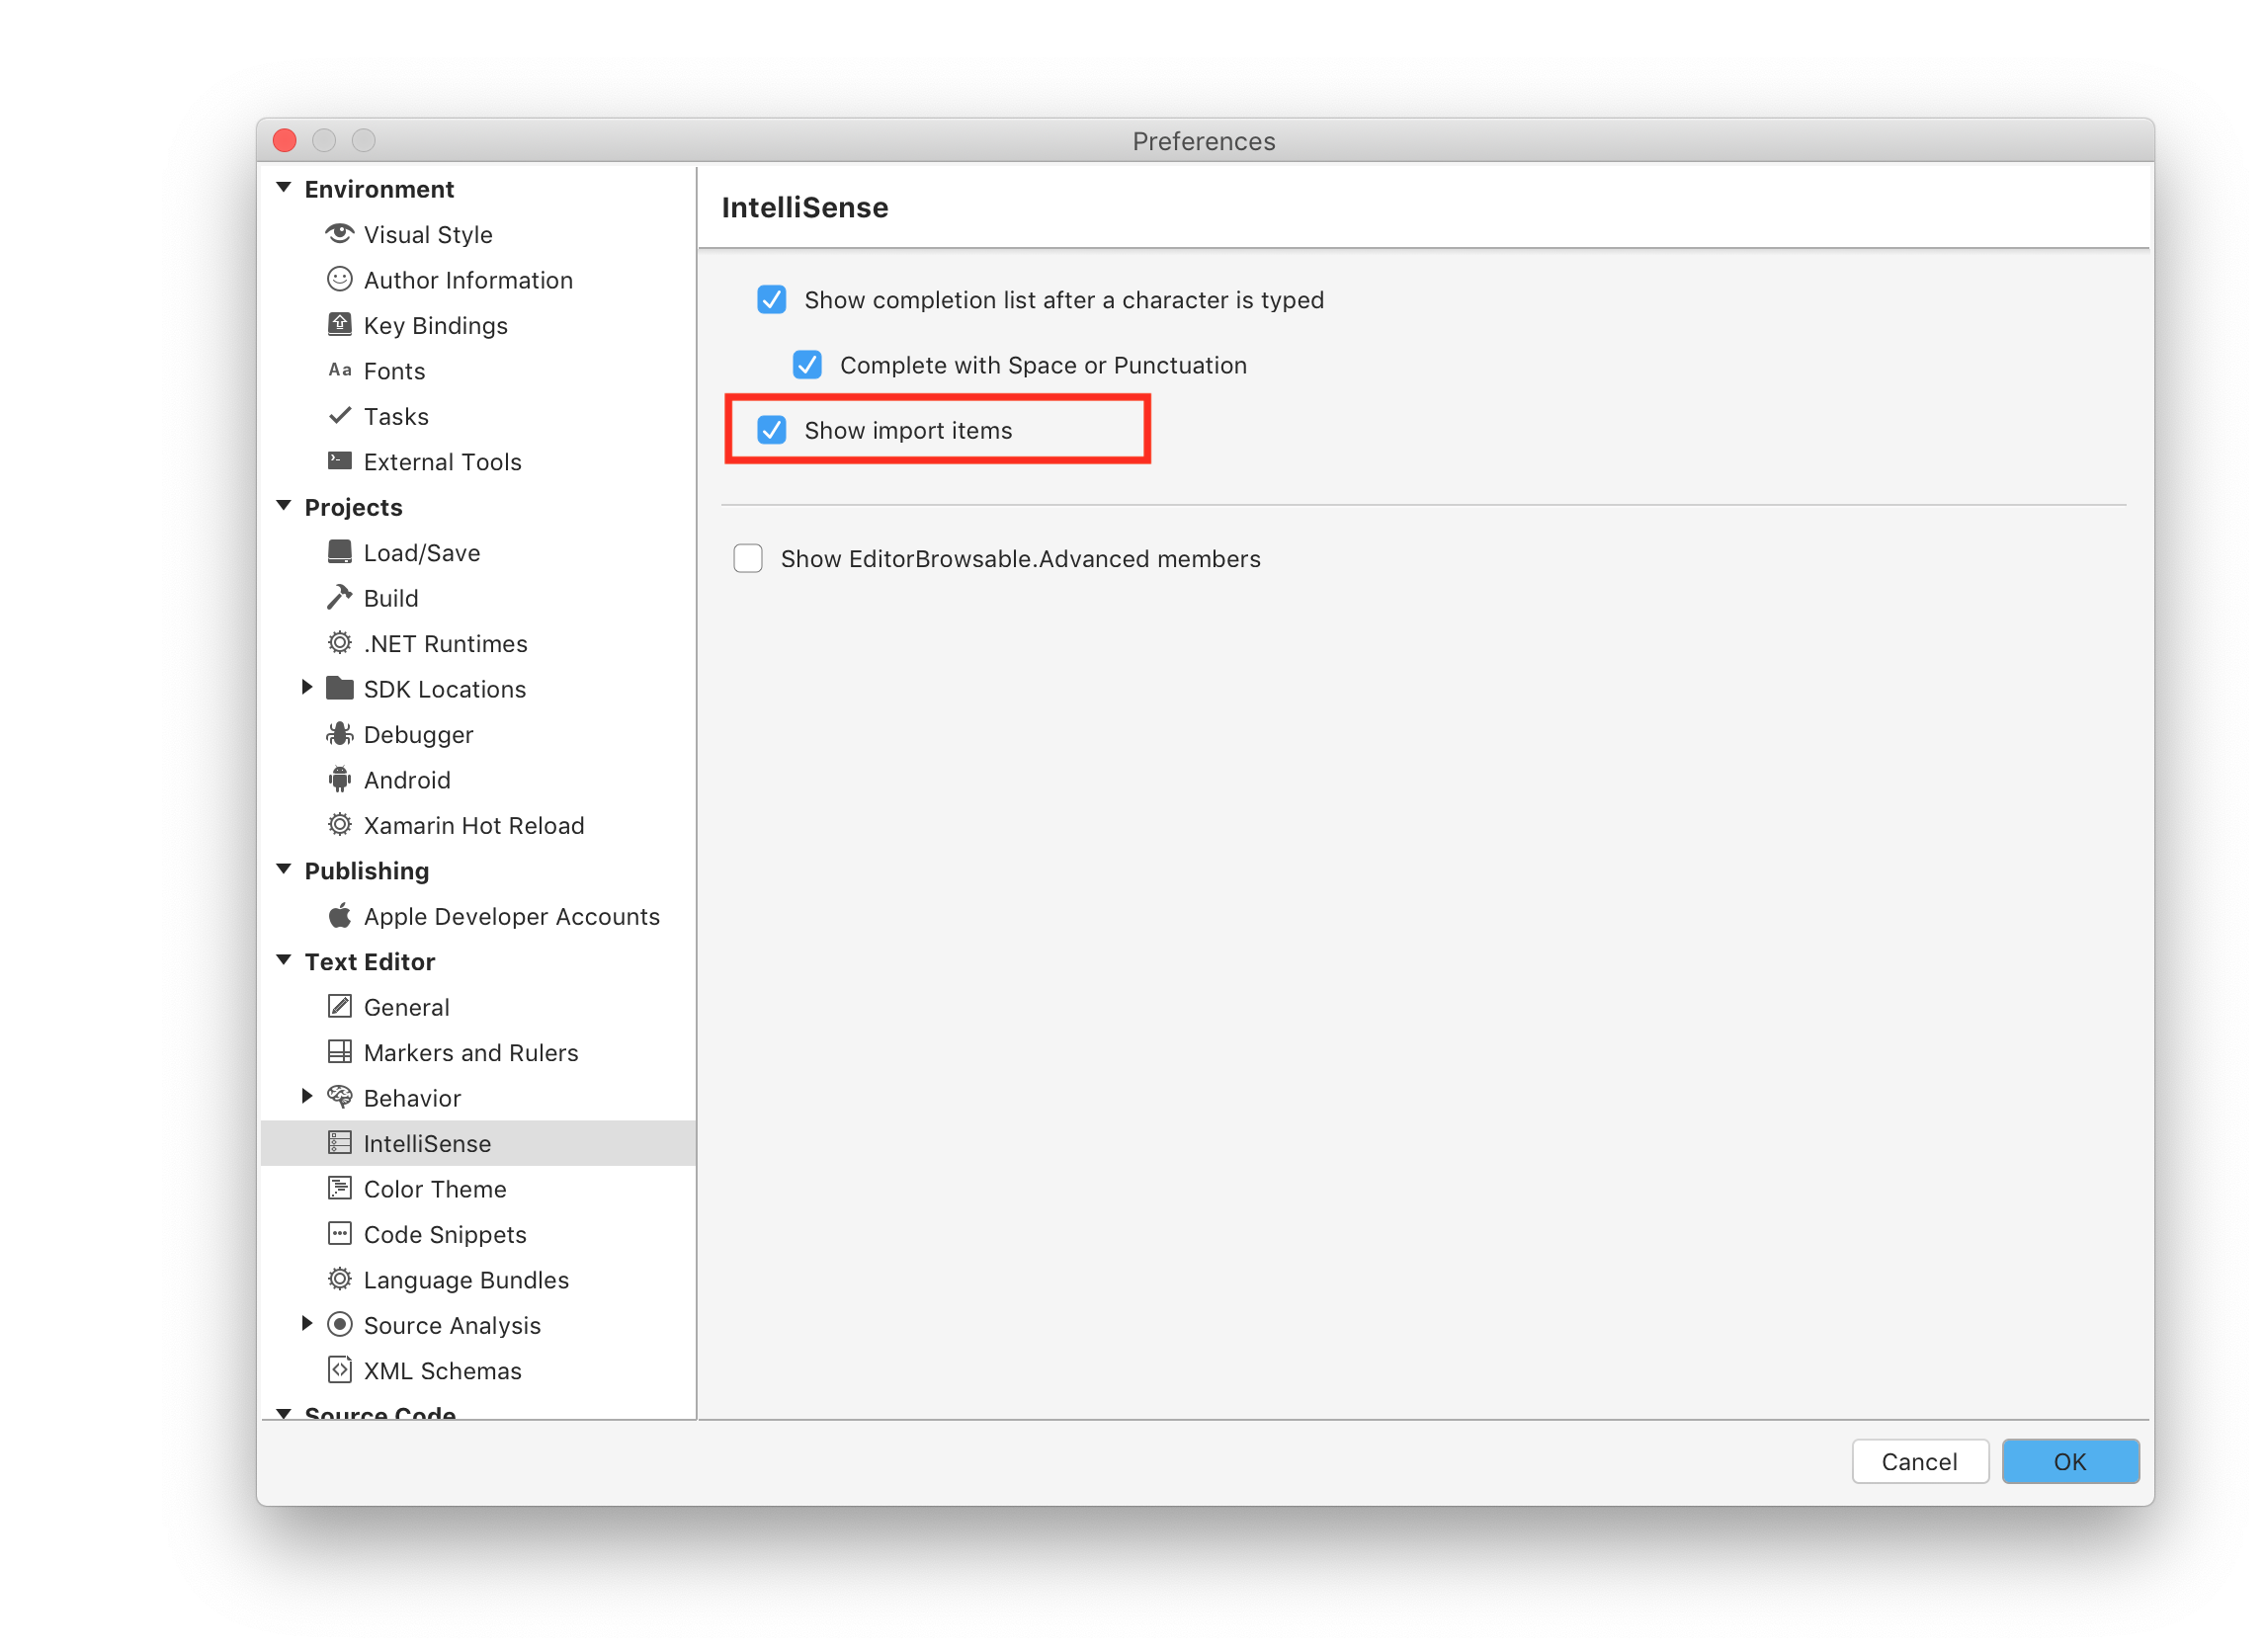 Preferences
Environment
Visual Style
Author Information
Key Bindings
Aa Fonts
Tasks
External Tools
Projects
Load/Save
Build
.NET Runtimes
SDK Locations
Debugger
Android
Xamarin Hot Reload
Publishing
Apple Developer Accounts
Text Editor
General
Markers and Rulers
Behavior
IntelliSense
Color Theme
Code Snippets
Language Bundles
Source Analysis
XML Schemas
Source Code
IntelliSense
Show completion list after a character is typed
Complete with Space or Punctuation
Show import items
Show EditorBrowsable.Advanced members
Cancel
OK